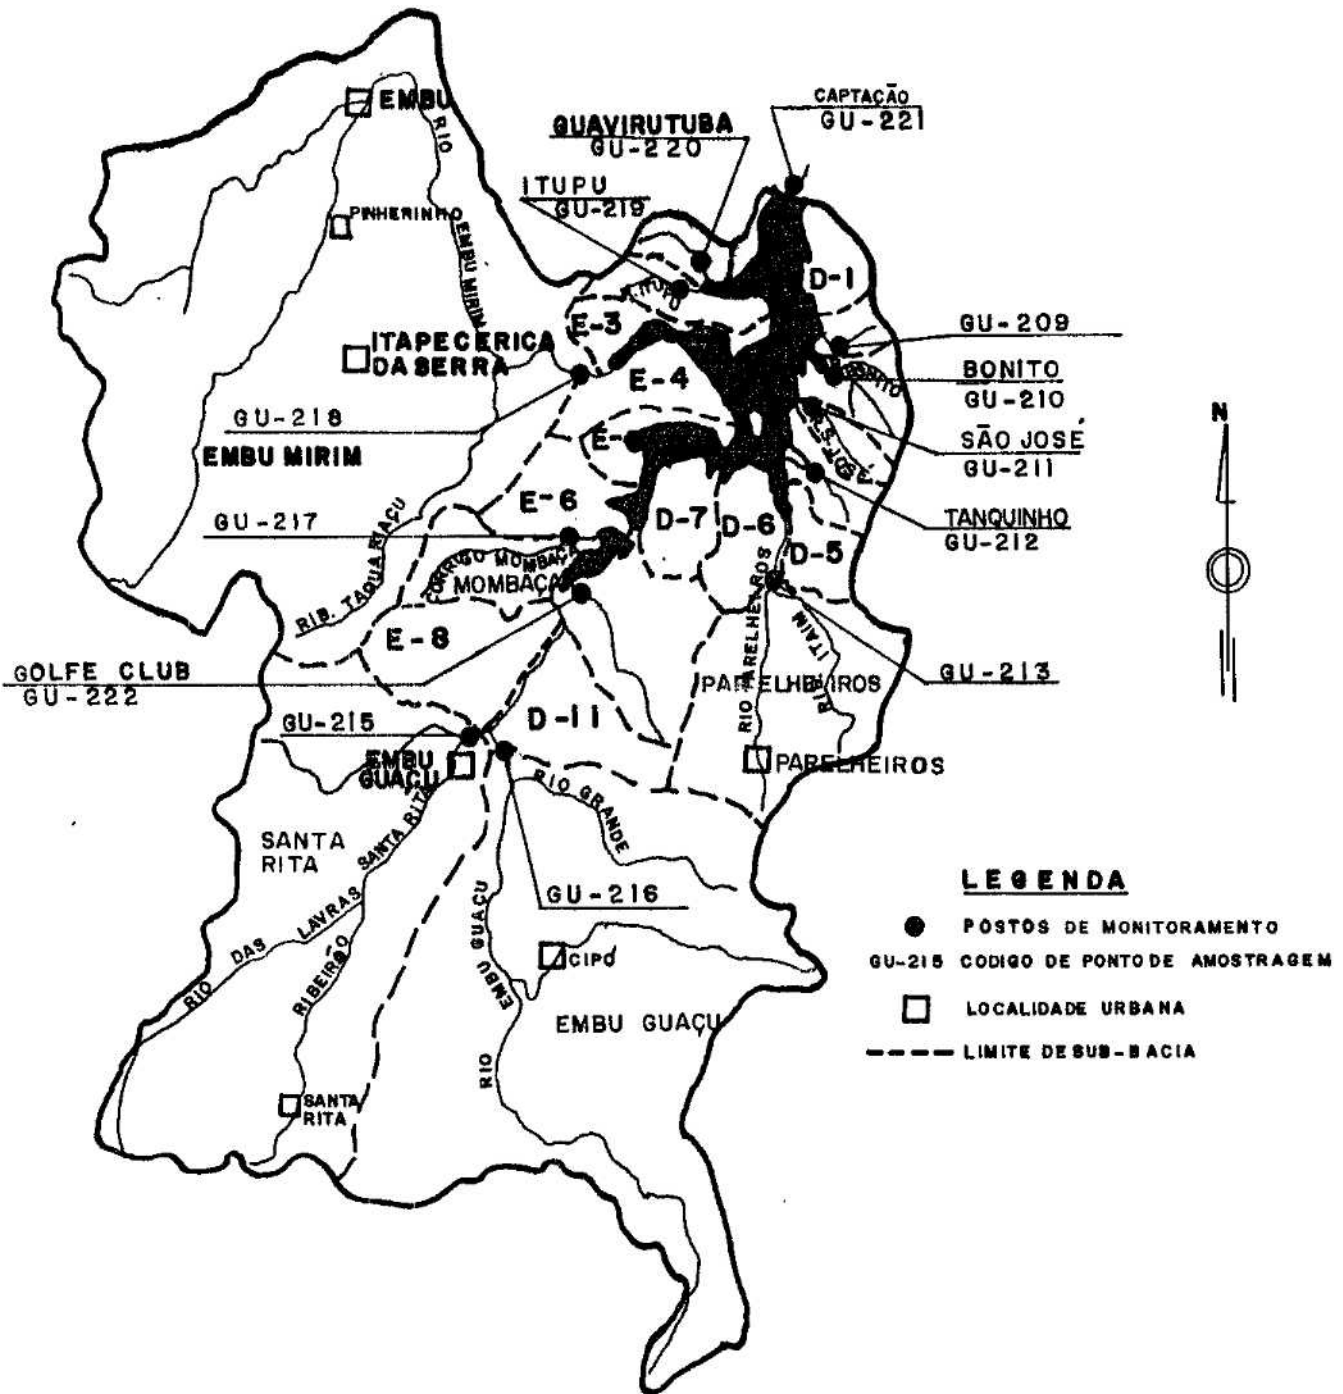 CAPTAÇÃO
GU-221
EMBU
GUAVIRUTUBA
GU-220
RIO
EMBU MIRIM
ITUPU
GU-219
PINHERINHO
D-1
ITUPU
E-3
GU-209
ITAPECERICA
DA SERRA
E-4
BONITO
BONITO
GU-210
GU-218
N
SÃO JOSÉ
GU-211
EMBU MIRIM
E-
E-6
GU-217
D-7
D-6
TANQUINHO
GU-212
D-5
CORRUGO MOMBAÇA
MOMBAÇA
RIB. TAQUARIAÇU
E-8
RIO PARELHEIROS
RIB ITAIM
GOLFE CLUB
GU-222
GU-213
PARELHEIROS
GU-215
D-11
EMBU
GUAÇU
PARELHEIROS
RIO GRANDE
SANTA
RITA
RIO DAS LAVRAS
RIBEIRÃO SANTA RITA
GU-216
LEGENDA
POSTOS DE MONITORAMENTO
GU-215 CODIGO DE PONTO DE AMOSTRAGEM
LOCALIDADE URBANA
LIMITE DE SUB-BACIA
CIPÓ
RIO EMBU GUAÇU
EMBU GUAÇU
SANTA
RITA